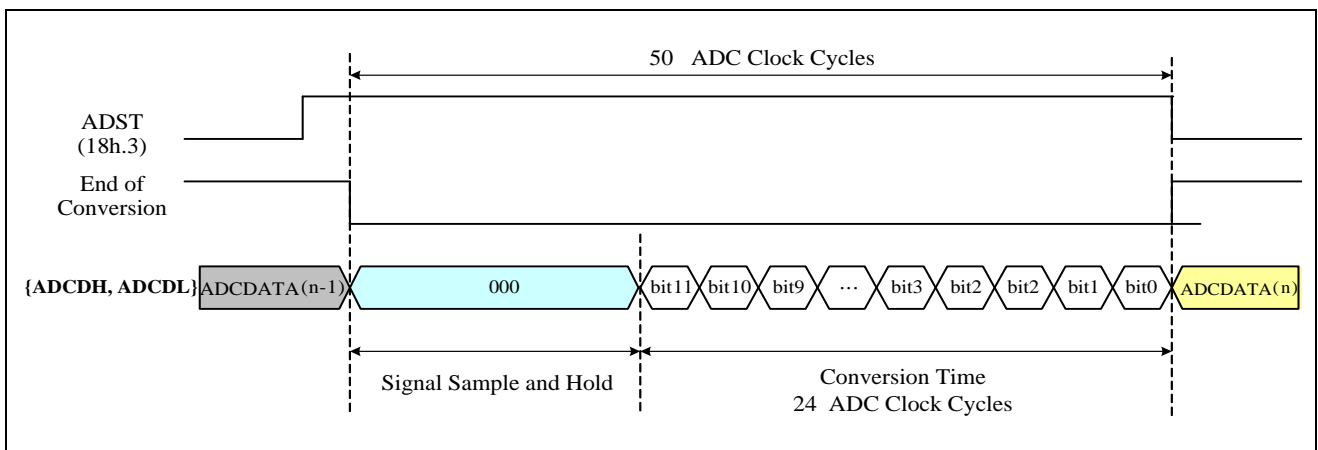 50 ADC Clock Cycles
ADST
(18h.3)
End of
Conversion
{ADCDH, ADCDL} ADCDATA(n-1) 000 bit11 bit10 bit9 ... bit3 bit2 bit2 bit1 bit0 ADCDATA(n)
Signal Sample and Hold
Conversion Time
24 ADC Clock Cycles